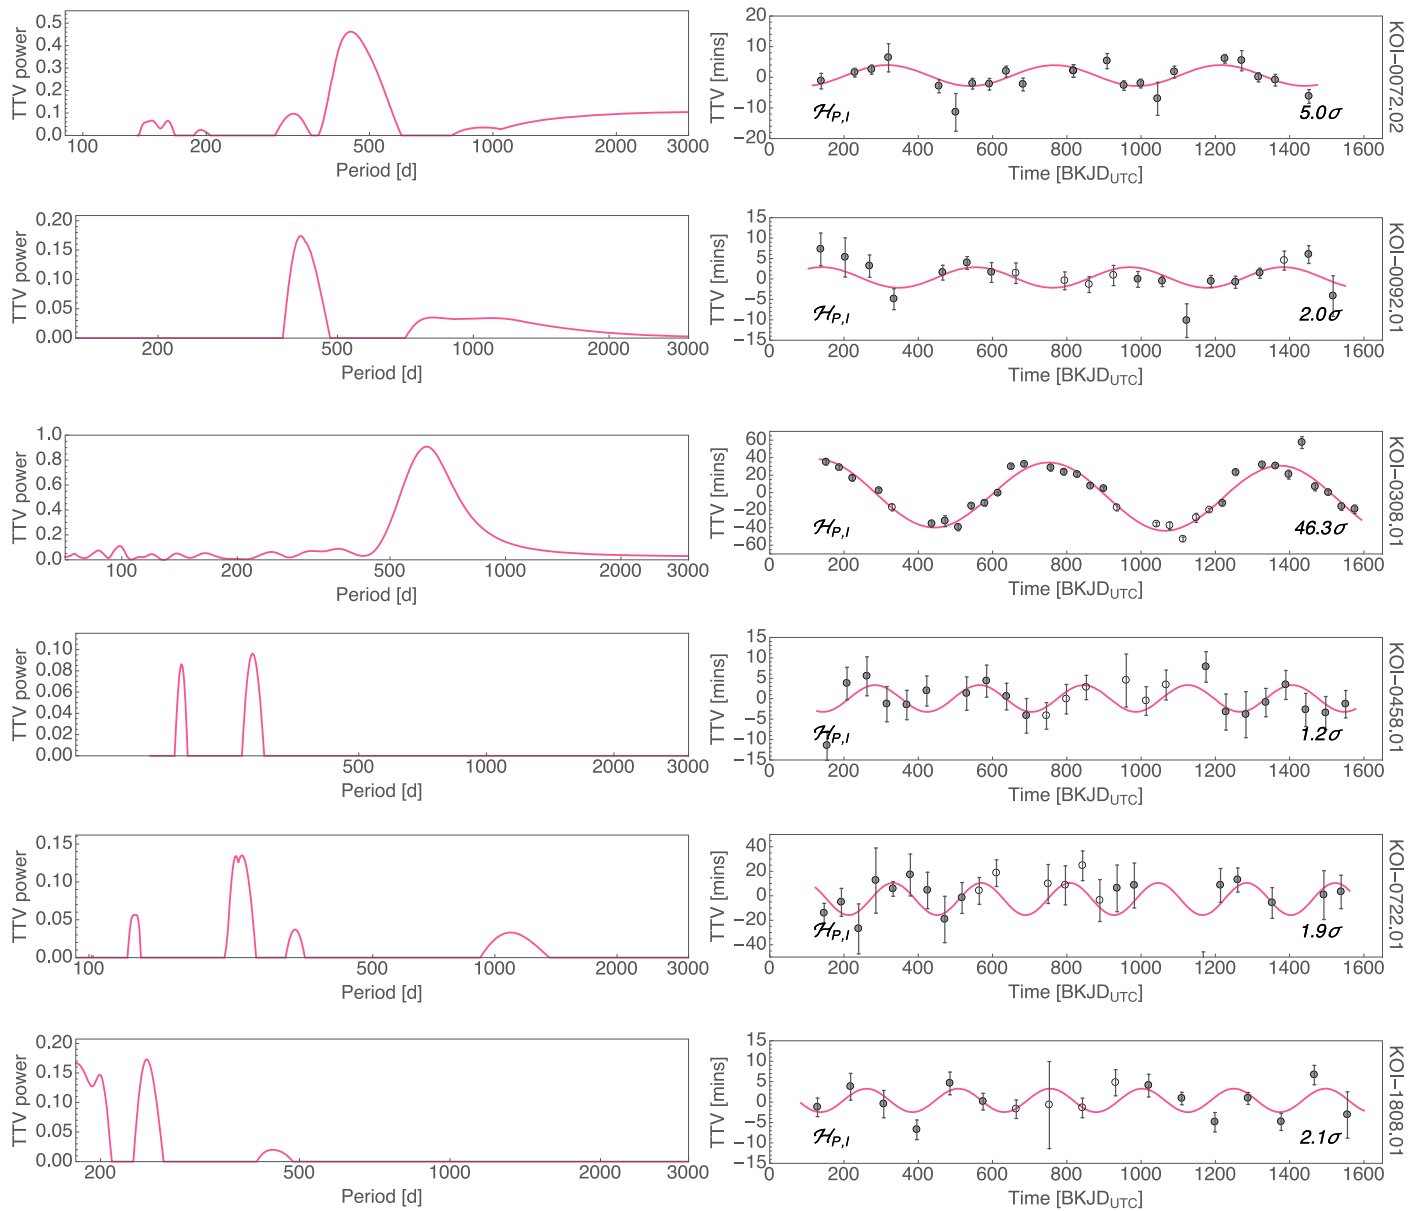 TTV power
0.5
0.4
0.3
0.2
0.1
0.0
100 200 500 1000 2000 3000
Period [d]
TTV [mins]
20
10
0
−10
−20
0 200 400 600 800 1000 1200 1400 1600
Time [BKJD_UTC]
ℋP,I
5.0σ
KOI−0072.02
TTV power
0.20
0.15
0.10
0.05
0.00
200 500 1000 2000 3000
Period [d]
TTV [mins]
15
10
5
0
−5
−10
−15
0 200 400 600 800 1000 1200 1400 1600
Time [BKJD_UTC]
ℋP,I
2.0σ
KOI−0092.01
TTV power
1.0
0.8
0.6
0.4
0.2
0.0
100 200 500 1000 2000 3000
Period [d]
TTV [mins]
60
40
20
0
−20
−40
−60
0 200 400 600 800 1000 1200 1400 1600
Time [BKJD_UTC]
ℋP,I
46.3σ
KOI−0308.01
TTV power
0.10
0.08
0.06
0.04
0.02
0.00
500 1000 2000 3000
Period [d]
TTV [mins]
15
10
5
0
−5
−10
−15
0 200 400 600 800 1000 1200 1400 1600
Time [BKJD_UTC]
ℋP,I
1.2σ
KOI−0458.01
TTV power
0.15
0.10
0.05
0.00
100 500 1000 2000 3000
Period [d]
TTV [mins]
40
20
0
−20
−40
0 200 400 600 800 1000 1200 1400 1600
Time [BKJD_UTC]
ℋP,I
1.9σ
KOI−0722.01
TTV power
0.20
0.15
0.10
0.05
0.00
200 500 1000 2000 3000
Period [d]
TTV [mins]
15
10
5
0
−5
−10
−15
0 200 400 600 800 1000 1200 1400 1600
Time [BKJD_UTC]
ℋP,I
2.1σ
KOI−1808.01